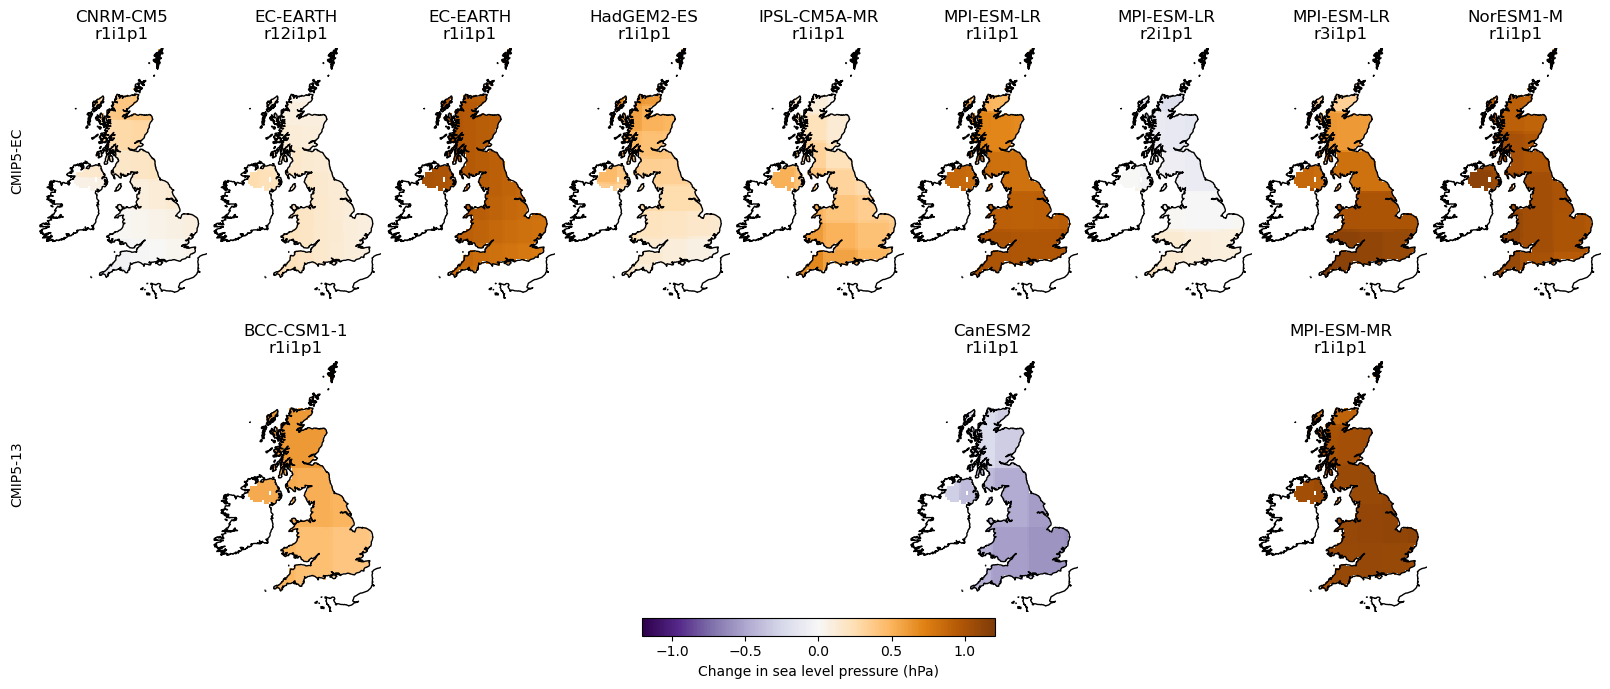 CNRM-CM5
r1i1p1
EC-EARTH
r12i1p1
EC-EARTH
r1i1p1
HadGEM2-ES
r1i1p1
IPSL-CM5A-MR
r1i1p1
MPI-ESM-LR
r1i1p1
MPI-ESM-LR
r2i1p1
MPI-ESM-LR
r3i1p1
NorESM1-M
r1i1p1
CMIP5-EC
BCC-CSM1-1
r1i1p1
CanESM2
r1i1p1
MPI-ESM-MR
r1i1p1
CMIP5-13
−1.0 −0.5 0.0 0.5 1.0
Change in sea level pressure (hPa)